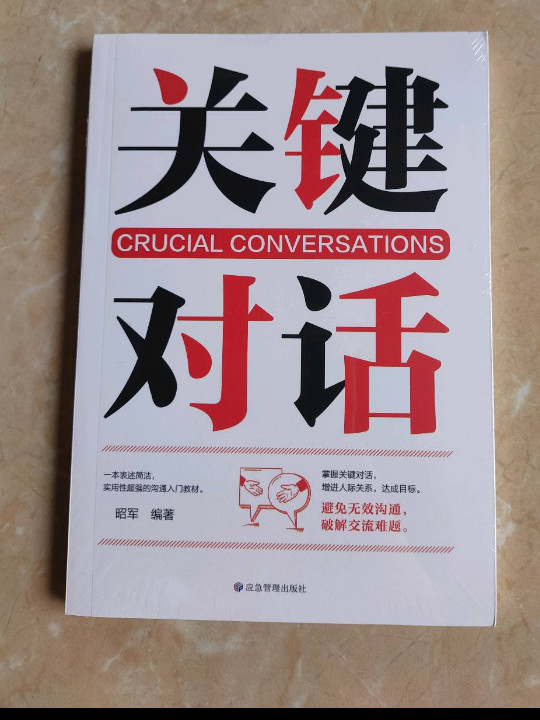 关键
CRUCIAL CONVERSATIONS
对话
一本表述简洁，
实用性超强的沟通入门教材。
昭军 编著
掌握关键对话，
增进人际关系，达成目标。
避免无效沟通，
破解交流难题。
应急管理出版社